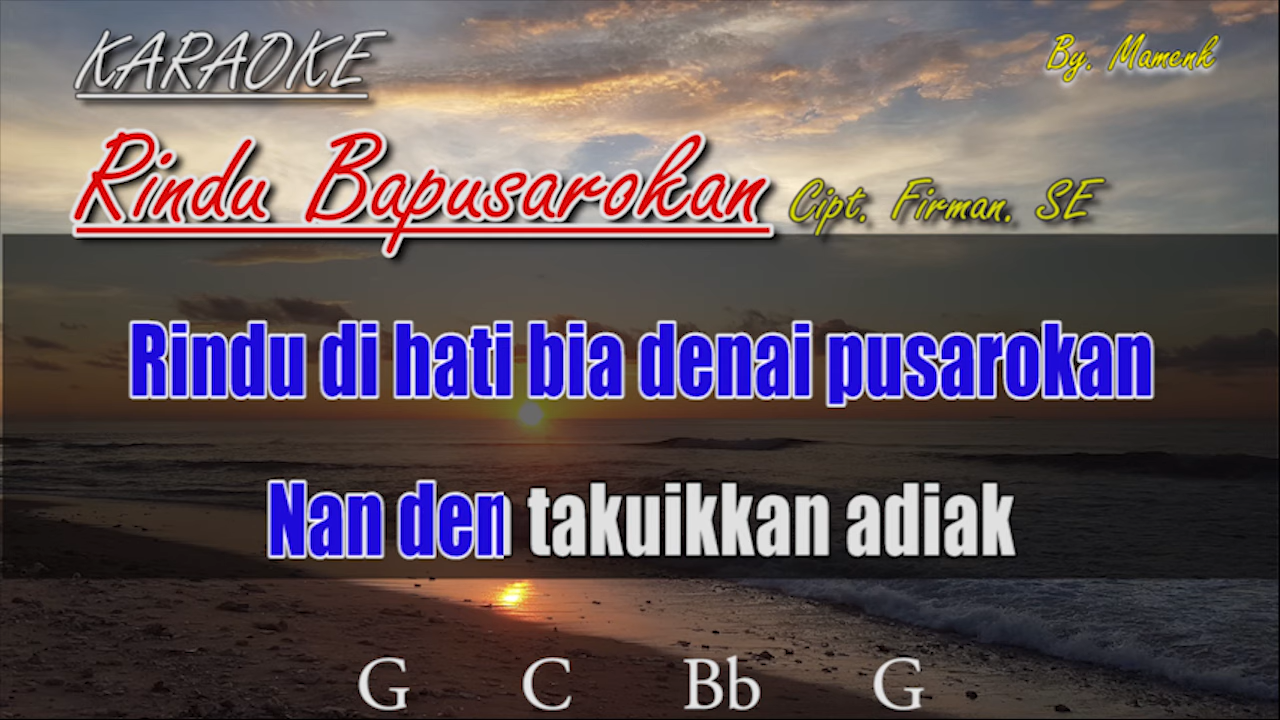 KARAOKE
By. Mamenk
Rindu Bapusarokan
Cipt. Firman. SE
Rindu di hati bia denai pusarokan
Nan den takuikkan adiak
G C Bb G